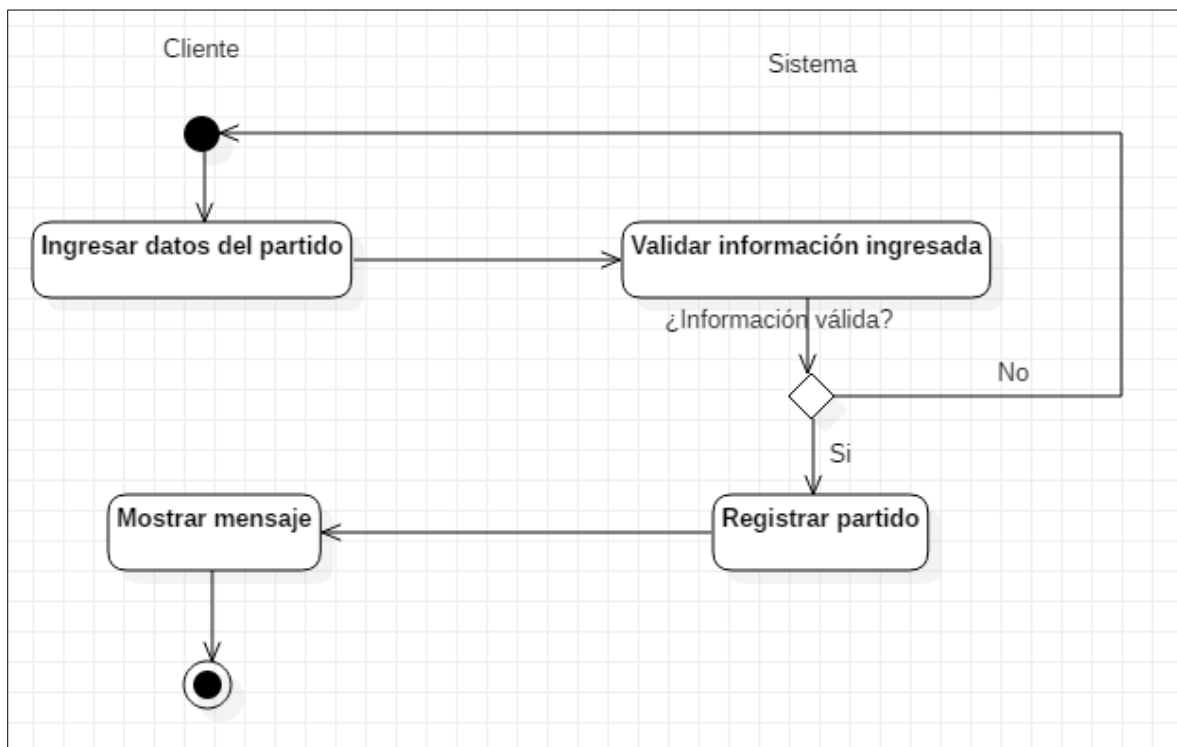 Cliente
Sistema
Ingresar datos del partido
Validar información ingresada
¿Información válida?
No
Si
Mostrar mensaje
Registrar partido